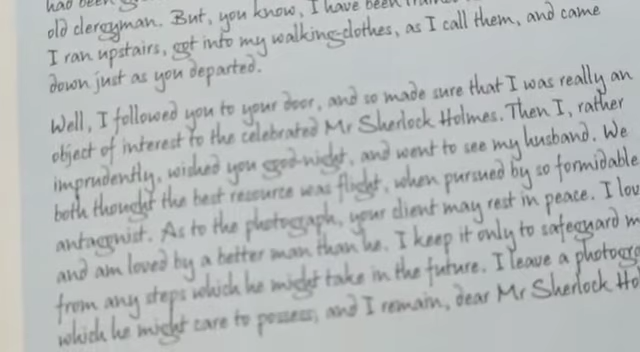 old clergyman. But, you know, I have been
I ran upstairs, got into my walking-clothes, as I call them, and came
down just as you departed.
Well, I followed you to your door, and so made sure that I was really an
object of interest to the celebrated Mr Sherlock Holmes. Then I, rather
imprudently, wished you good-night, and went to see my husband. We
both thought the best resource was flight, when pursued by so formidable
antagonist. As to the photograph, your client may rest in peace. I lov
and am loved by a better man than he. I keep it only to safeguard m
from any steps which he might take in the future. I leave a photogra
which he might care to possess; and I remain, dear Mr Sherlock Ho